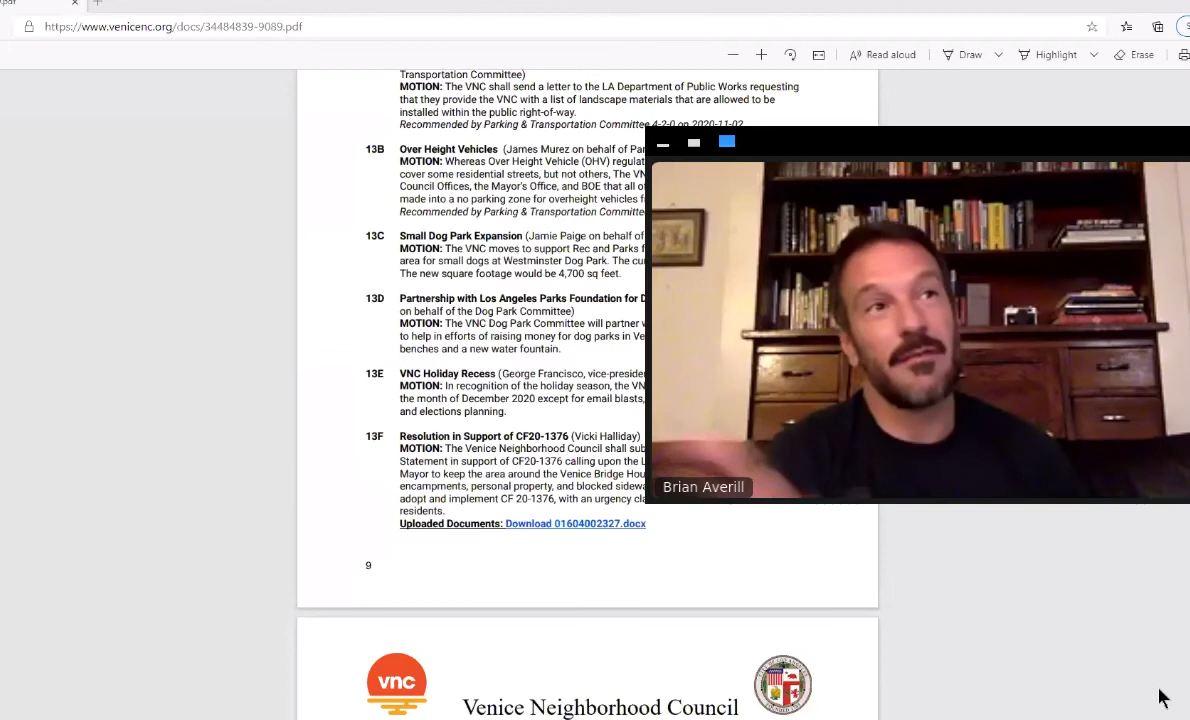 .pdf
https://www.venicenc.org/docs/34484839-9089.pdf
Read aloud
Draw
Highlight
Erase
Transportation Committee)
MOTION: The VNC shall send a letter to the LA Department of Public Works requesting
that they provide the VNC with a list of landscape materials that are allowed to be
installed within the public right-of-way.
Recommended by Parking & Transportation Committee 4-2-0 on 2020-11-02
13B Over Height Vehicles (James Murez on behalf of Par
MOTION: Whereas Over Height Vehicle (OHV) regulat
cover some residential streets, but not others, The VN
Council Offices, the Mayor's Office, and BOE that all of
made into a no parking zone for overheight vehicles f
Recommended by Parking & Transportation Committe
13C Small Dog Park Expansion (Jamie Paige on behalf of
MOTION: The VNC moves to support Rec and Parks f
area for small dogs at Westminster Dog Park. The cu
The new square footage would be 4,700 sq feet.
13D Partnership with Los Angeles Parks Foundation for D
on behalf of the Dog Park Committee)
MOTION: The VNC Dog Park Committee will partner w
to help in efforts of raising money for dog parks in Ve
benches and a new water fountain.
13E VNC Holiday Recess (George Francisco, vice-preside
MOTION: In recognition of the holiday season, the VN
the month of December 2020 except for email blasts,
and elections planning.
13F Resolution in Support of CF20-1376 (Vicki Halliday)
MOTION: The Venice Neighborhood Council shall sub
Statement in support of CF20-1376 calling upon the L
Mayor to keep the area around the Venice Bridge Hou
encampments, personal property, and blocked sidew
adopt and implement CF 20-1376, with an urgency cla
residents.
Uploaded Documents: Download 01604002327.docx
9
Brian Averill
vnc
Venice Neighborhood Council